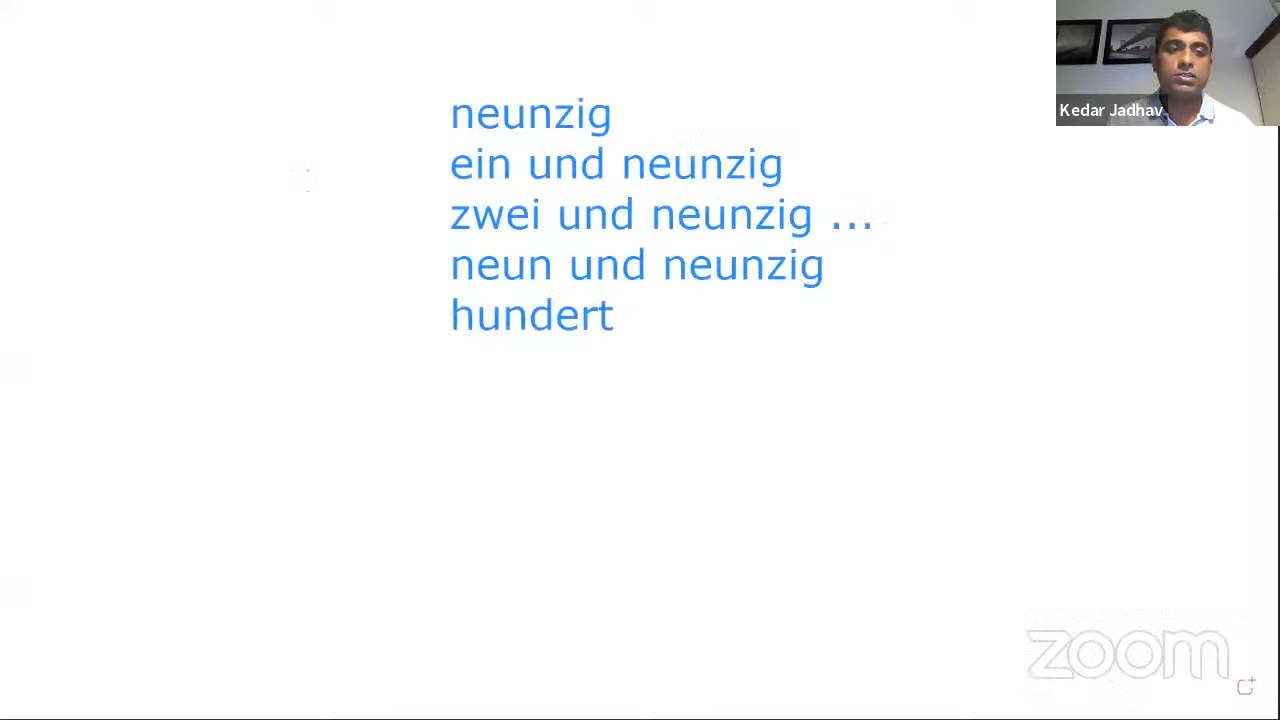 neunzig
ein und neunzig
zwei und neunzig ...
neun und neunzig
hundert
Kedar Jadhav
zoom